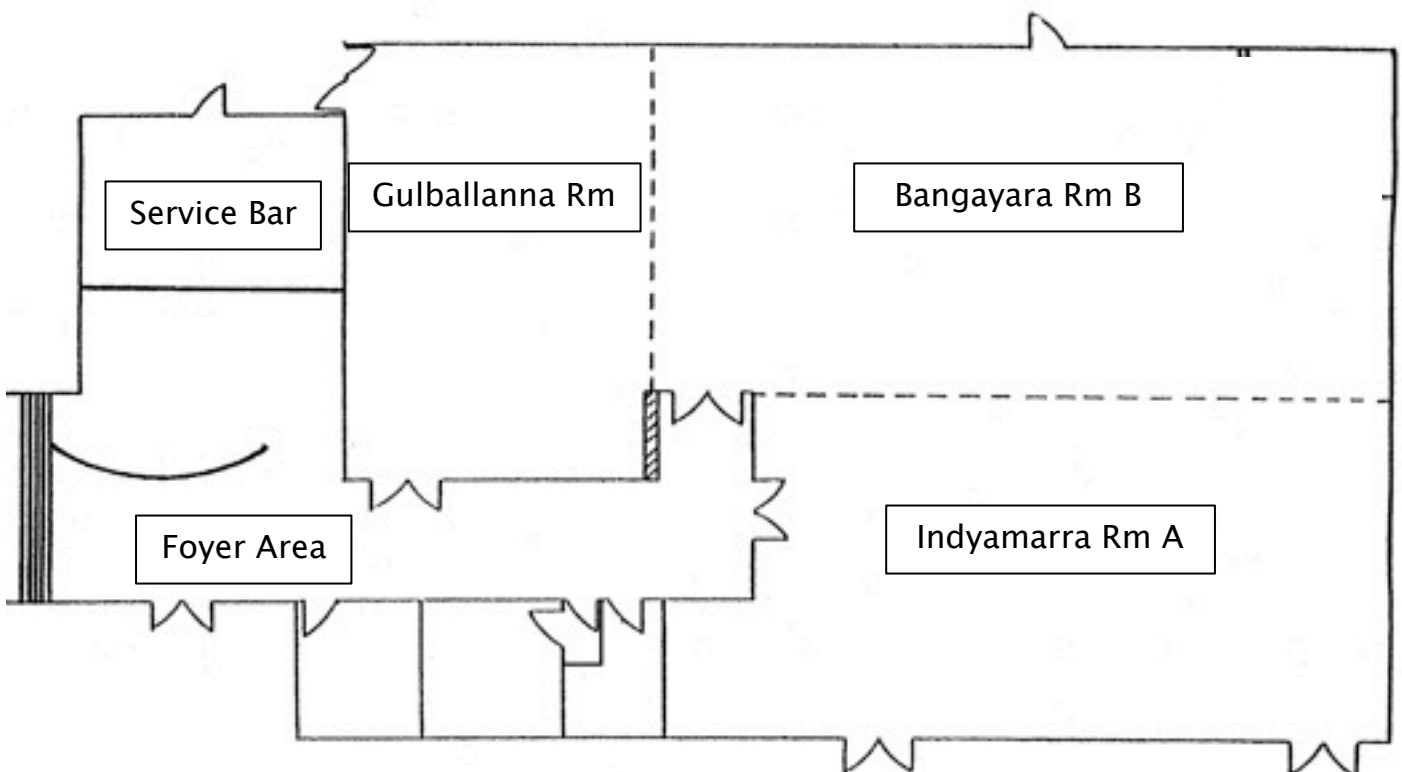 Service Bar
Gulballanna Rm
Bangayara Rm B
Foyer Area
Indyamarra Rm A